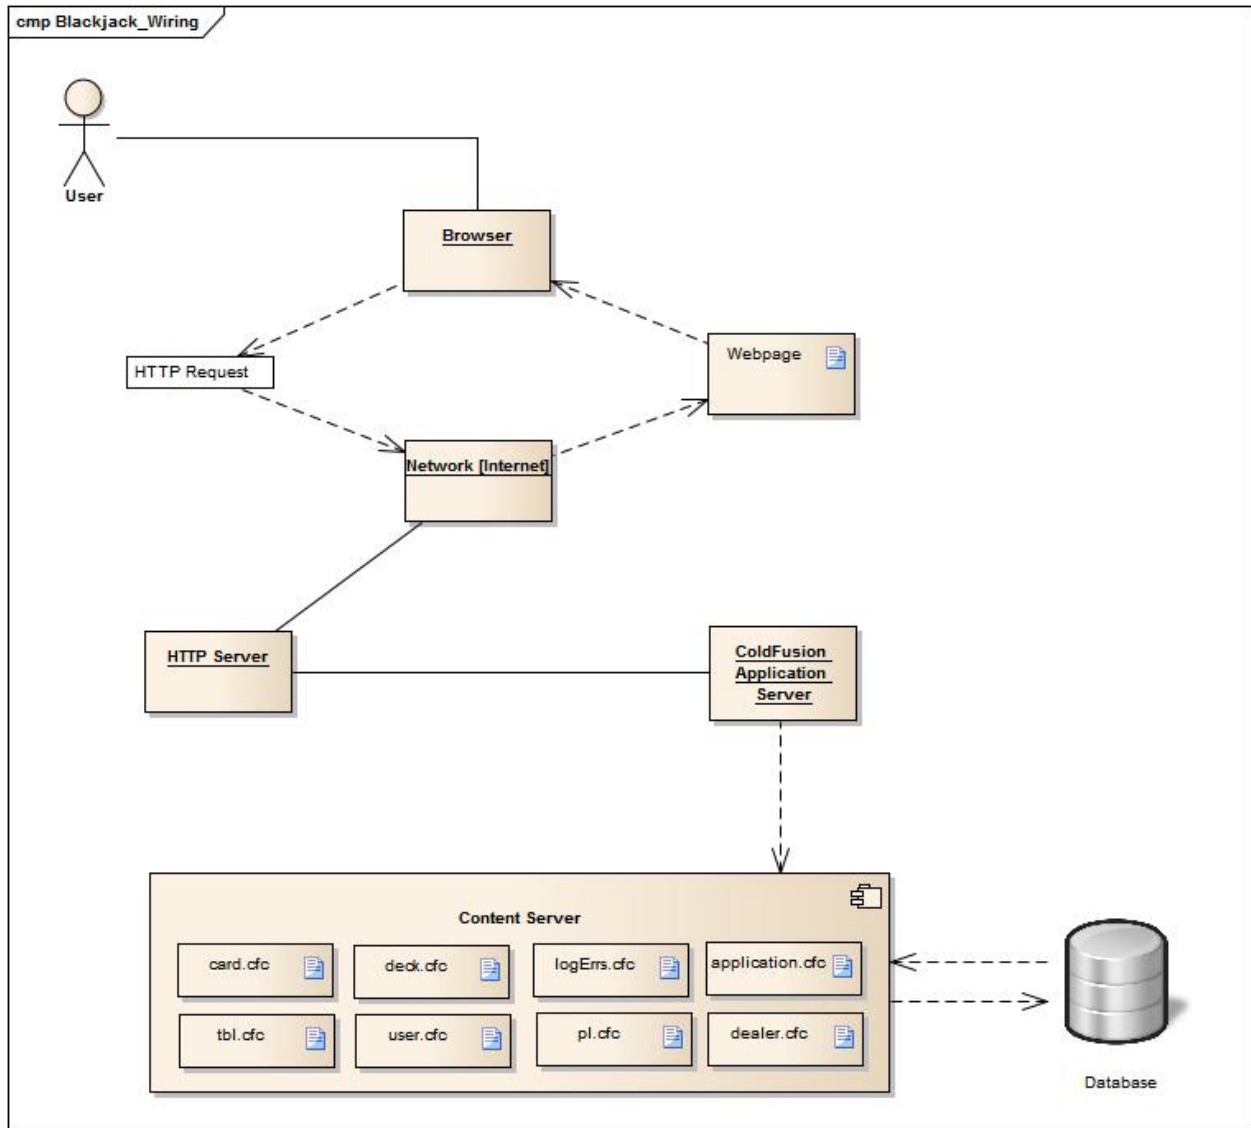 cmp Blackjack_Wiring
User
Browser
Webpage
HTTP Request
Network [Internet]
HTTP Server
ColdFusion
Application
Server
Content Server
card.cfc
deck.cfc
logErrs.cfc
application.cfc
tbl.cfc
user.cfc
pl.cfc
dealer.cfc
Database